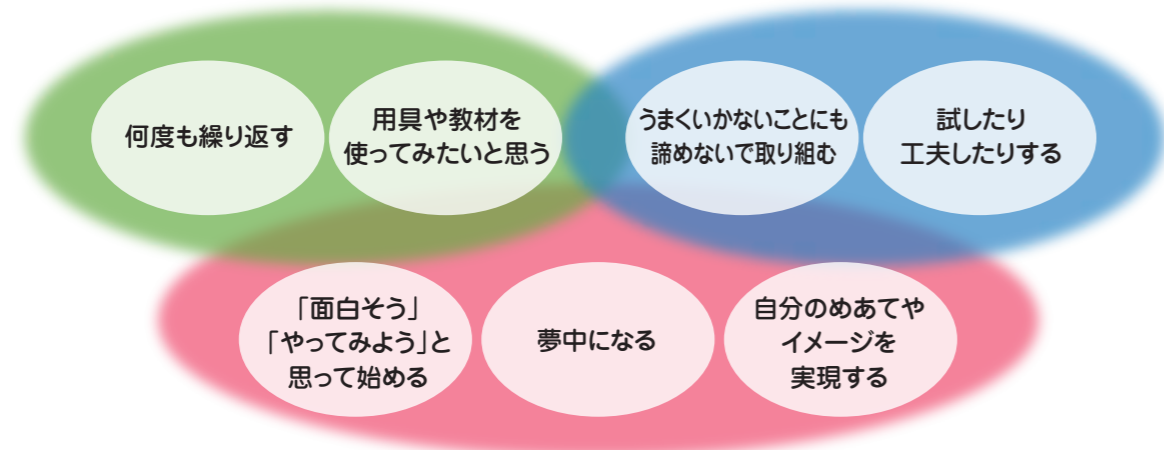 何度も繰り返す
用具や教材を
使ってみたいと思う
うまくいかないことにも
諦めないで取り組む
試したり
工夫したりする
「面白そう」
「やってみよう」と
思って始める
夢中になる
自分のめあてや
イメージを
実現する